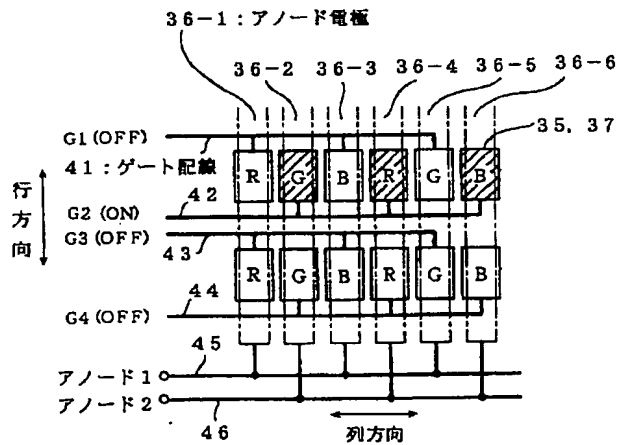 36-1:アノード電極
36-2 36-3 36-4 36-5 36-6
G1(OFF)
35, 37
41:ゲート配線
R G B R G B
行方向
42
G2(ON)
G3(OFF)
43
R G B R G B
44
G4(OFF)
45
アノード1
アノード2
46
列方向